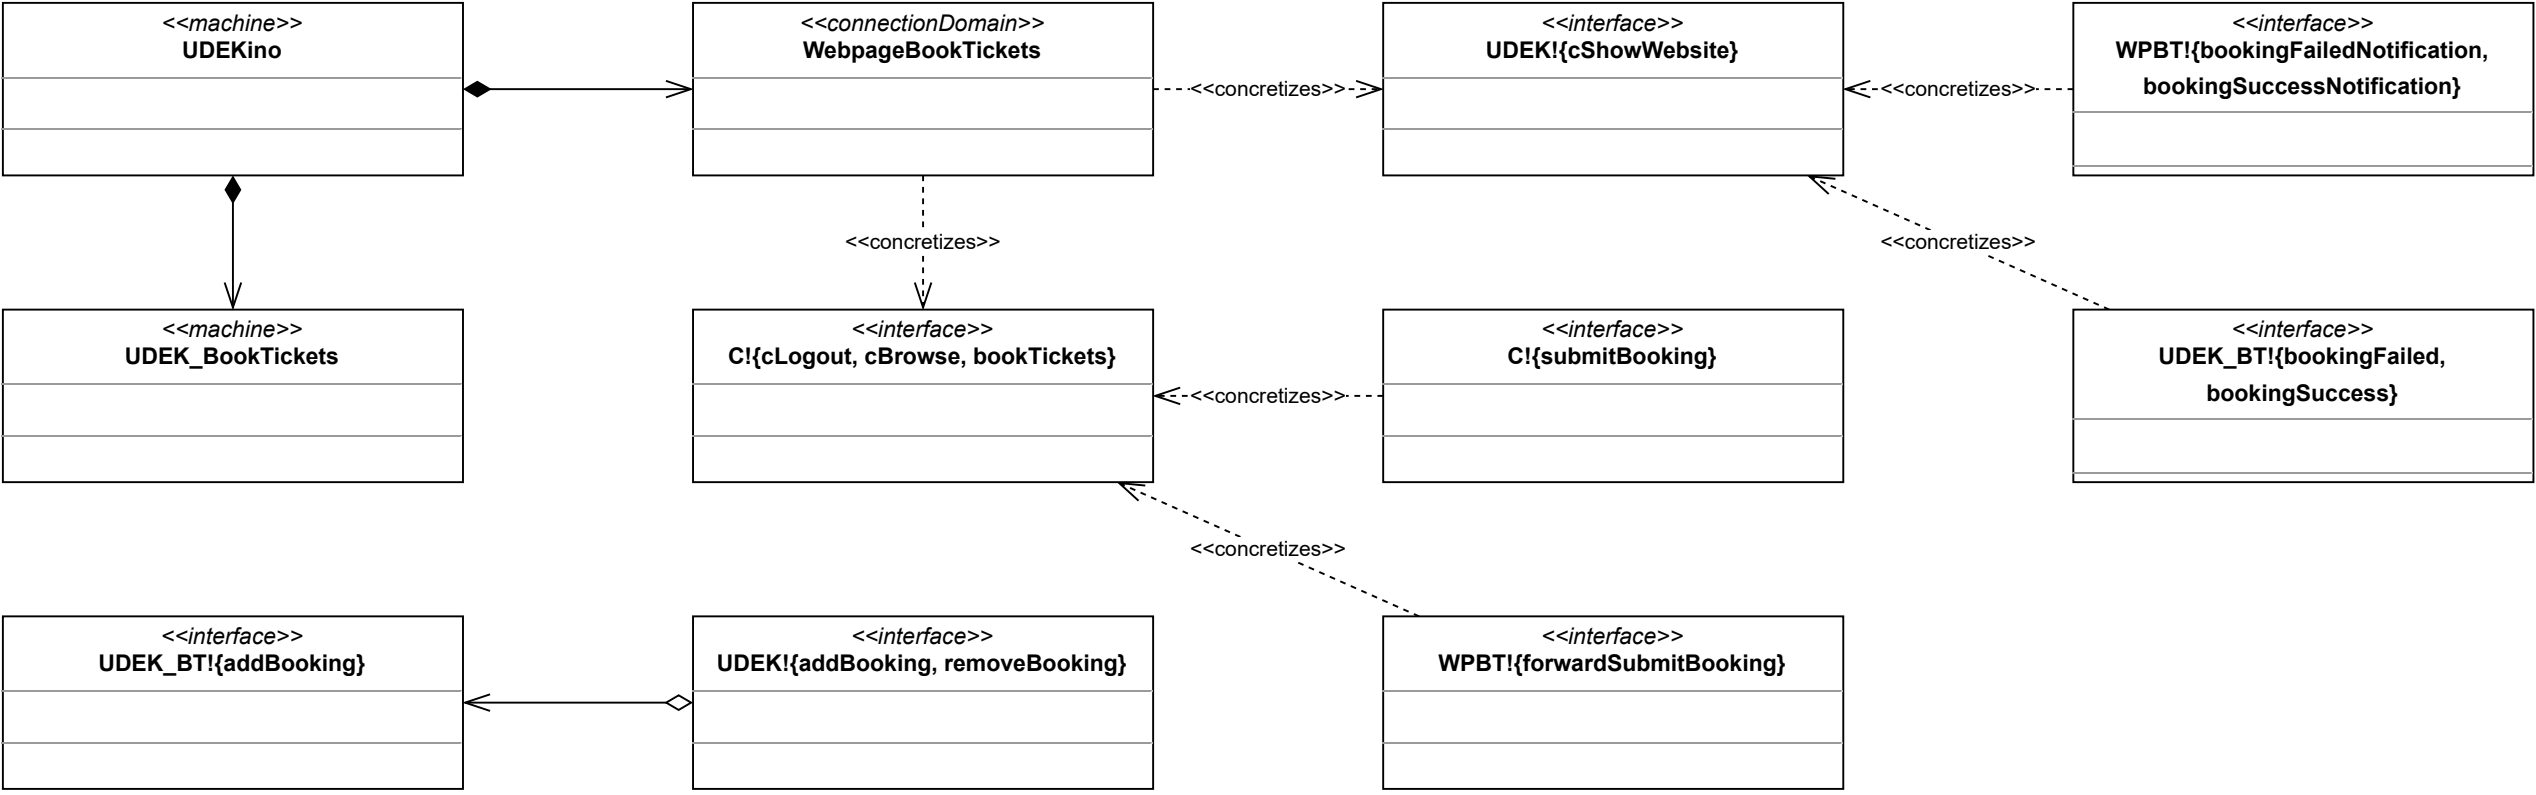 <<machine>>
UDEKino
<<connectionDomain>>
WebpageBookTickets
<<interface>>
UDEK!{cShowWebsite}
<<interface>>
WPBT!{bookingFailedNotification,
bookingSuccessNotification}
<<concretizes>>
<<concretizes>>
<<concretizes>>
<<concretizes>>
<<machine>>
UDEK_BookTickets
<<interface>>
C!{cLogout, cBrowse, bookTickets}
<<interface>>
C!{submitBooking}
<<interface>>
UDEK_BT!{bookingFailed,
bookingSuccess}
<<concretizes>>
<<concretizes>>
<<interface>>
UDEK_BT!{addBooking}
<<interface>>
UDEK!{addBooking, removeBooking}
<<interface>>
WPBT!{forwardSubmitBooking}